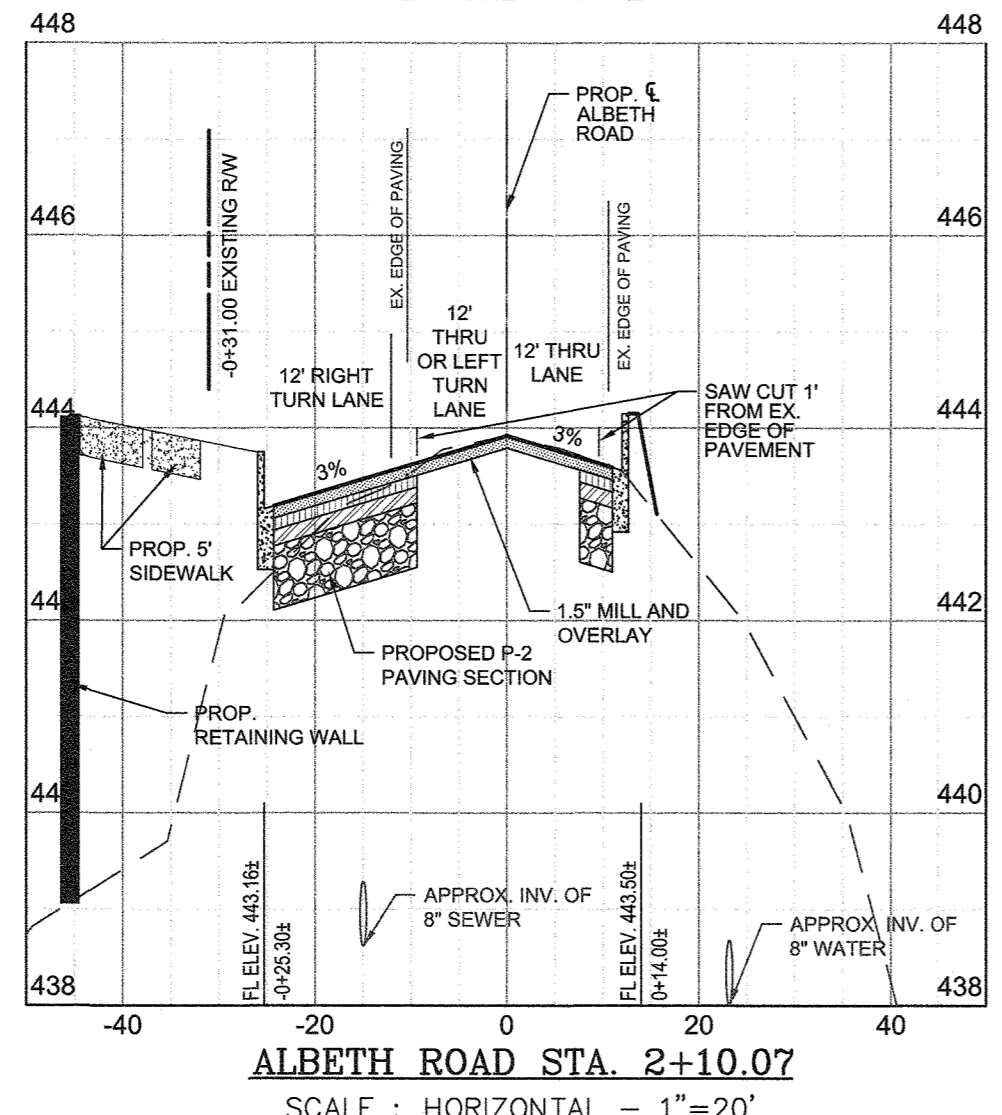 448
448
PROP. ℄
ALBETH
ROAD
-0+31.00 EXISTING R/W
EX. EDGE OF PAVING
EX. EDGE OF PAVING
446
446
12'
THRU
OR LEFT
TURN
LANE
12' RIGHT
TURN LANE
12' THRU
LANE
SAW CUT 1'
FROM EX.
EDGE OF
PAVEMENT
444
444
3%
3%
PROP. 5'
SIDEWALK
442
1.5" MILL AND
OVERLAY
PROPOSED P-2
PAVING SECTION
PROP.
RETAINING WALL
440
FL ELEV. 443.16±
-0+25.30±
APPROX. INV. OF
8" SEWER
FL ELEV. 443.50±
0+14.00±
APPROX. INV. OF
8" WATER
438
438
-40
-20
0
20
40
ALBETH ROAD STA. 2+10.07
SCALE : HORIZONTAL - 1"=20'